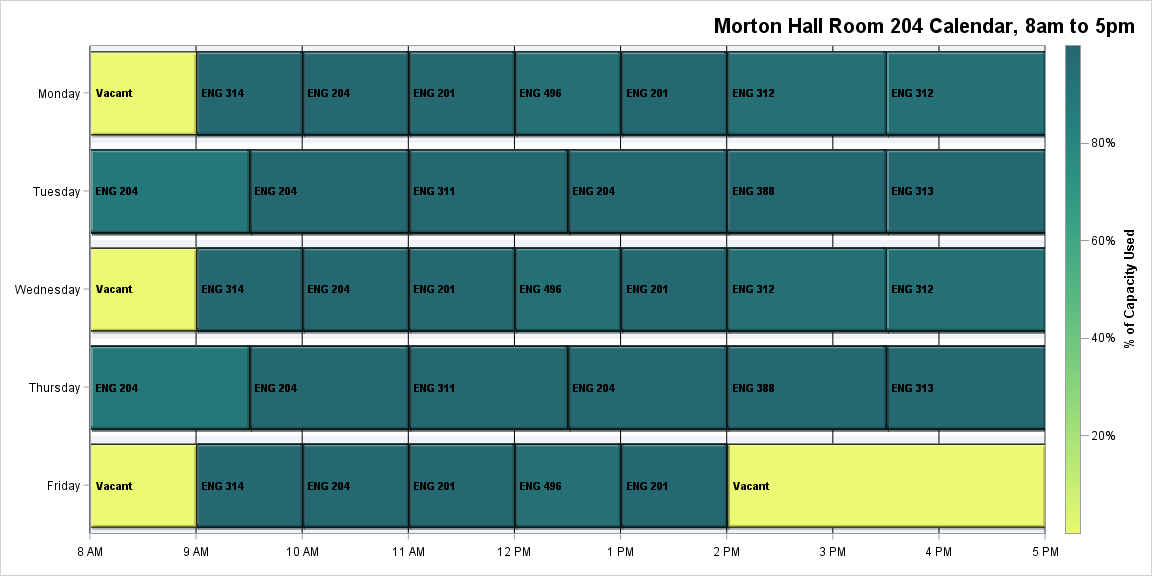 Morton Hall Room 204 Calendar, 8am to 5pm
Monday
Vacant
ENG 314
ENG 204
ENG 201
ENG 496
ENG 201
ENG 312
ENG 312
Tuesday
ENG 204
ENG 204
ENG 311
ENG 204
ENG 388
ENG 313
Wednesday
Vacant
ENG 314
ENG 204
ENG 201
ENG 496
ENG 201
ENG 312
ENG 312
Thursday
ENG 204
ENG 204
ENG 311
ENG 204
ENG 388
ENG 313
Friday
Vacant
ENG 314
ENG 204
ENG 201
ENG 496
ENG 201
Vacant
8 AM
9 AM
10 AM
11 AM
12 PM
1 PM
2 PM
3 PM
4 PM
5 PM
80%
60%
40%
20%
% of Capacity Used